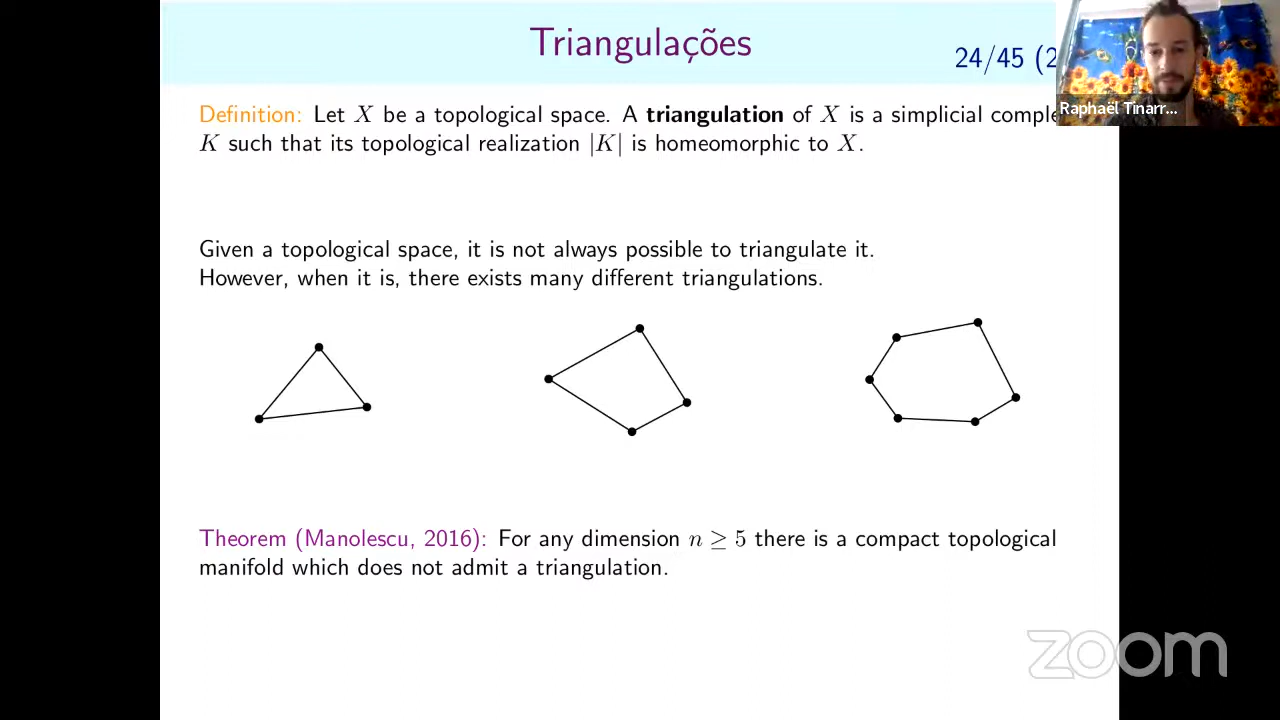 Triangulações
24/45 (2
Raphaël Tinarr...
Definition: Let X be a topological space. A triangulation of X is a simplicial comple
K such that its topological realization |K| is homeomorphic to X.
Given a topological space, it is not always possible to triangulate it.
However, when it is, there exists many different triangulations.
Theorem (Manolescu, 2016): For any dimension n ≥ 5 there is a compact topological
manifold which does not admit a triangulation.
zoom